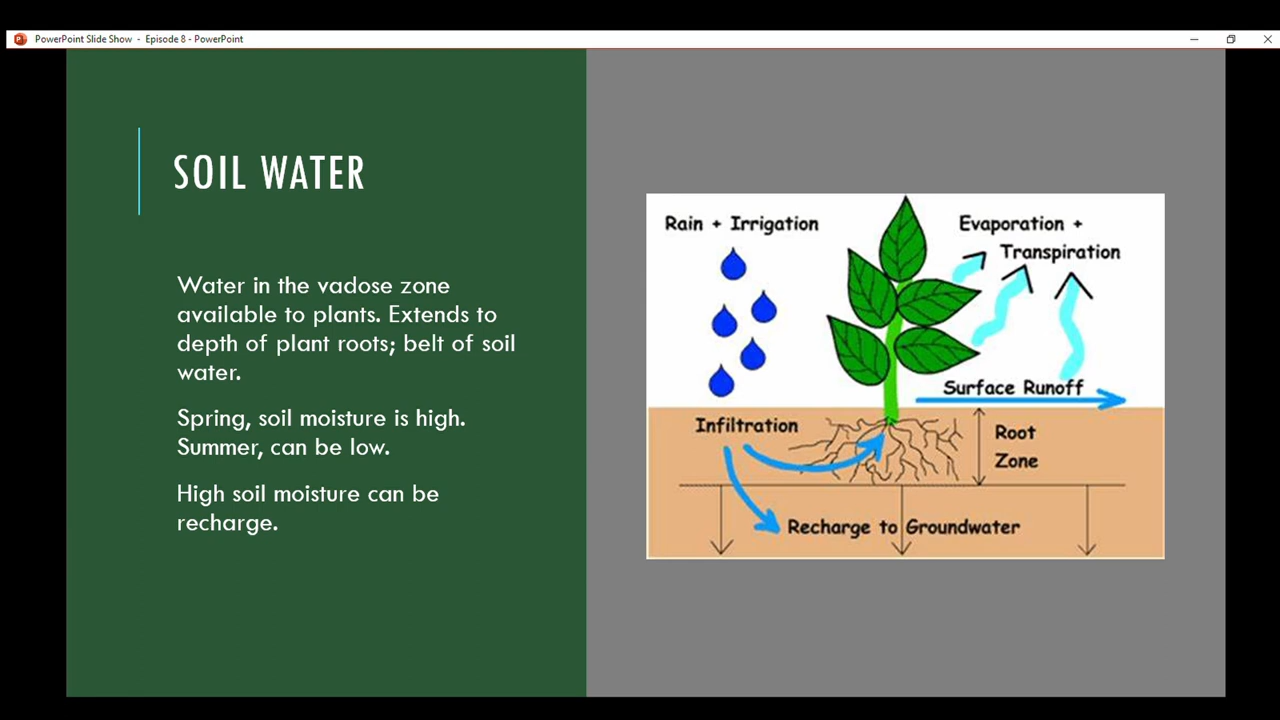 PowerPoint Slide Show - Episode 8 - PowerPoint
SOIL WATER
Water in the vadose zone
available to plants. Extends to
depth of plant roots; belt of soil
water.
Spring, soil moisture is high.
Summer, can be low.
High soil moisture can be
recharge.
Rain + Irrigation
Evaporation +
Transpiration
Surface Runoff
Infiltration
Root
Zone
Recharge to Groundwater